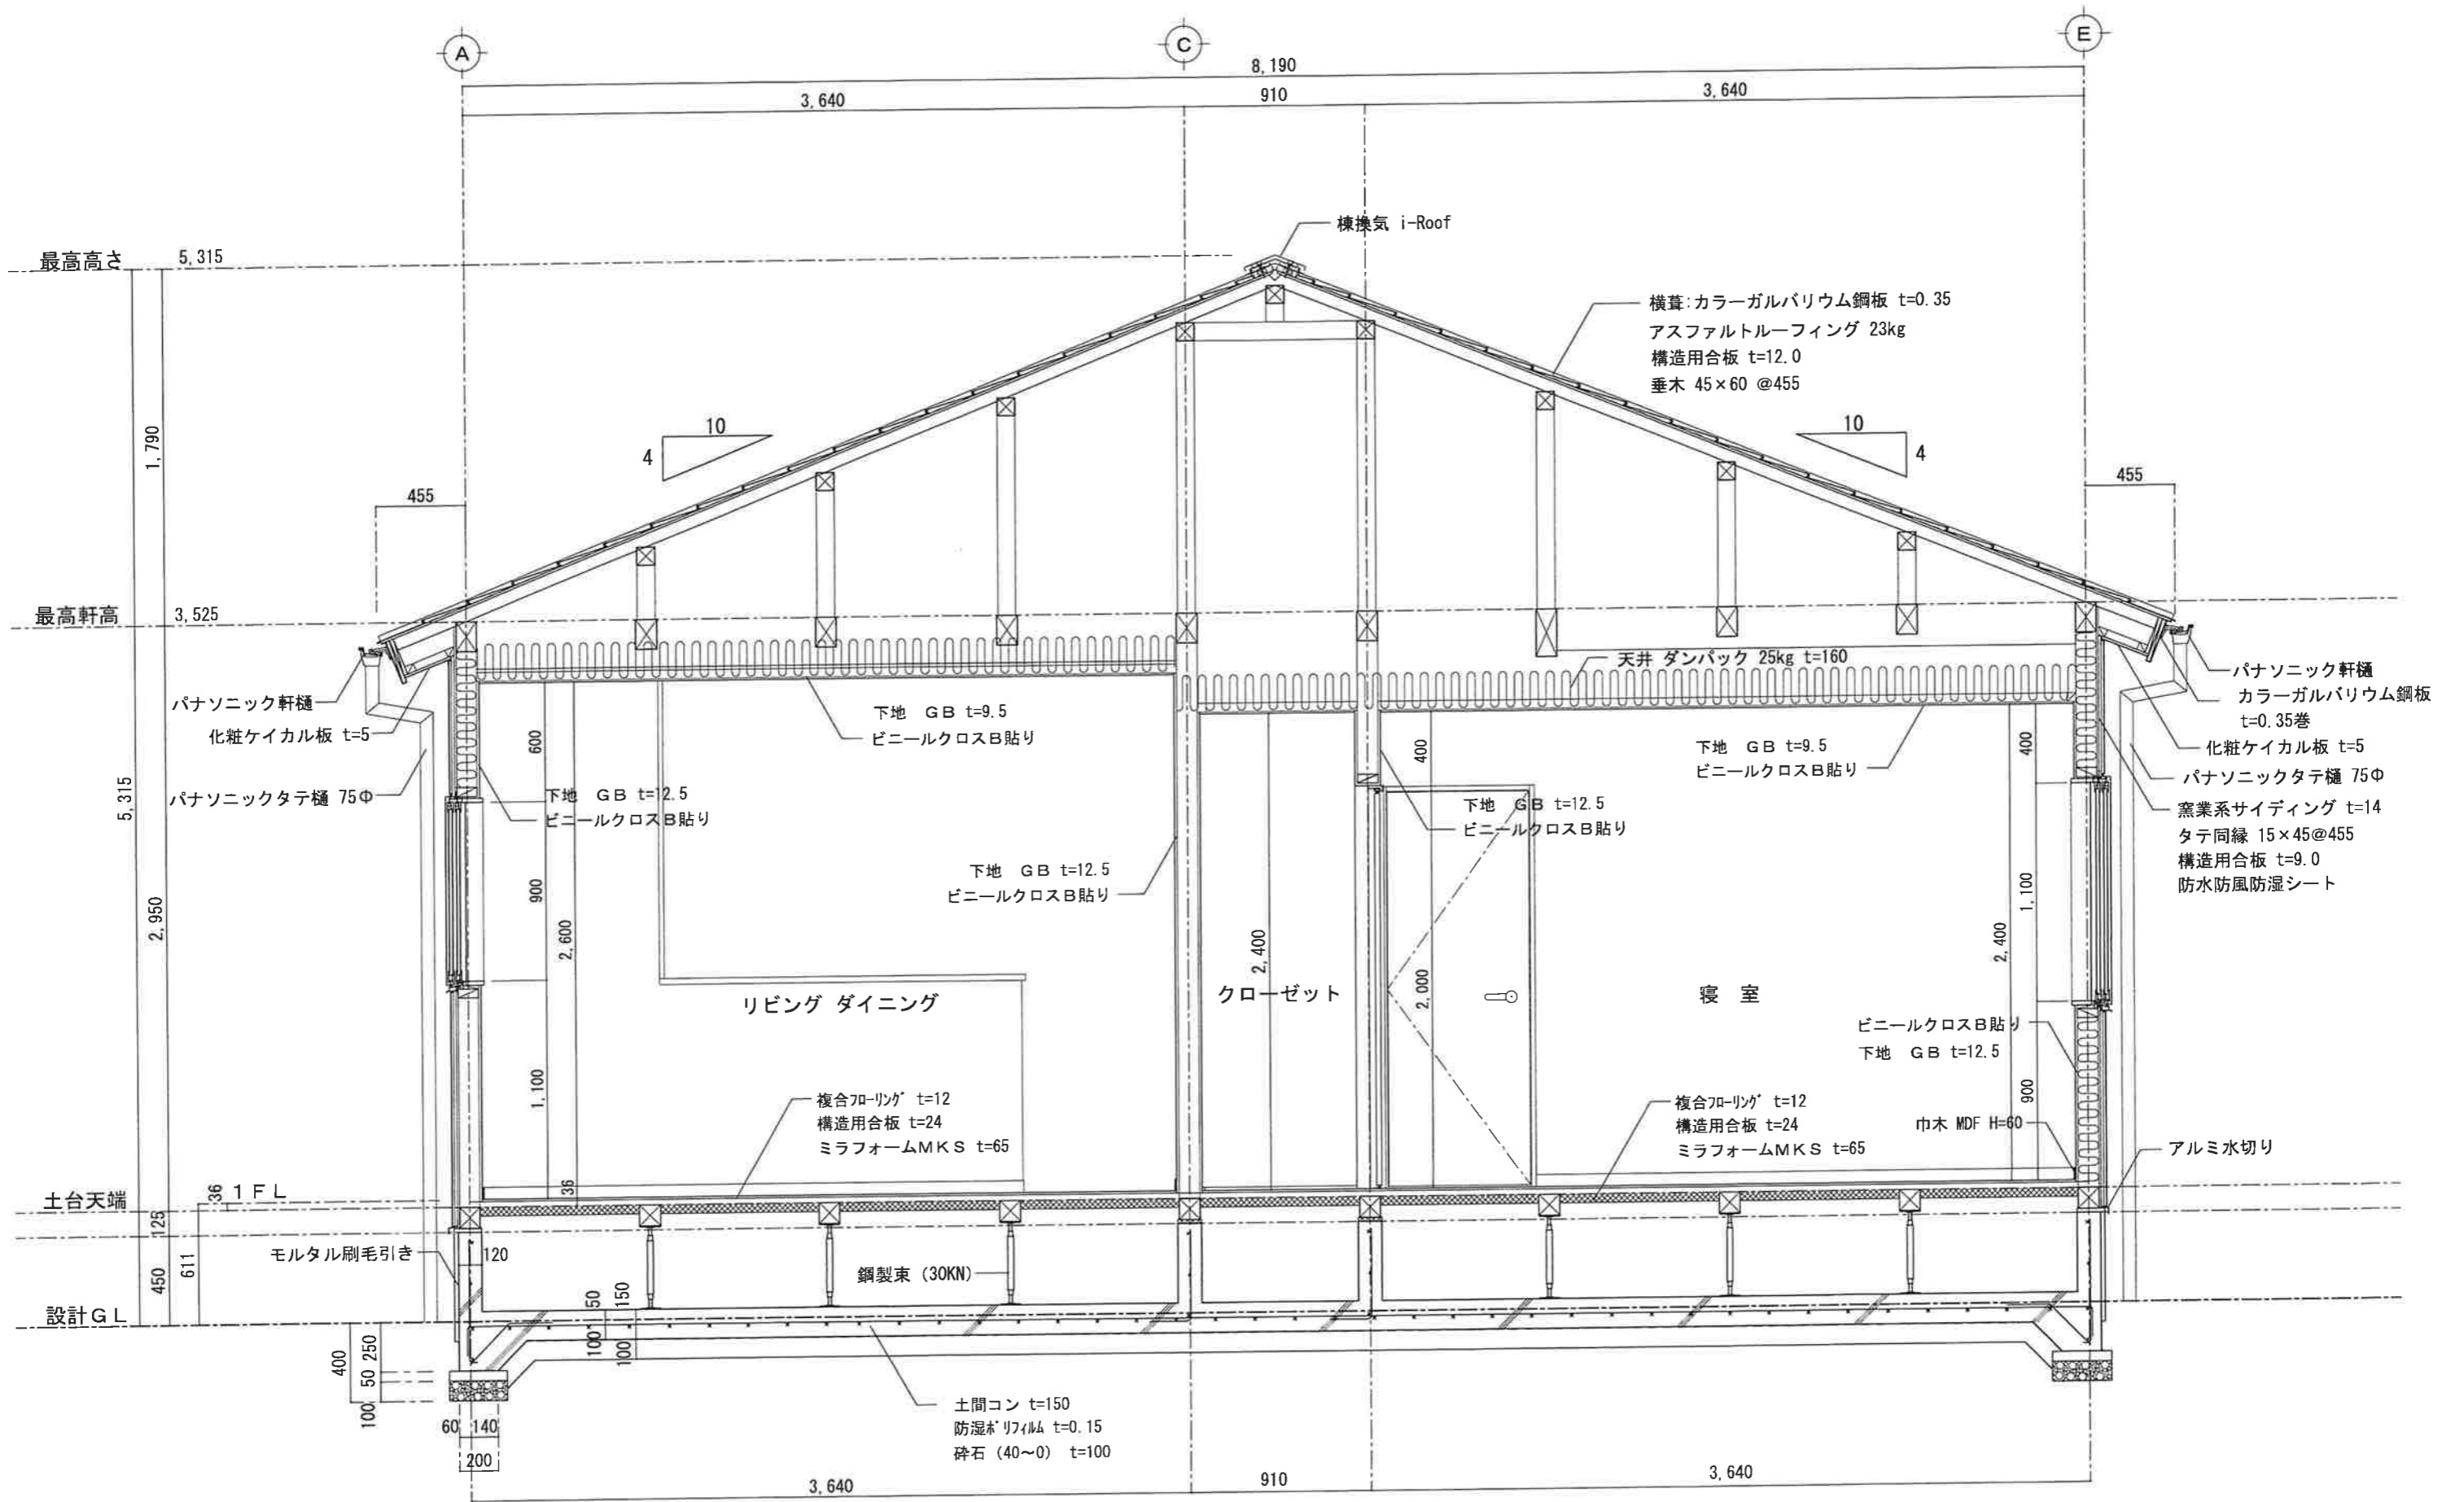 A
C
E
8,190
3,640
910
3,640
棟換気 i-Roof
最高高さ
5,315
横葺:カラーガルバリウム鋼板 t=0.35
アスファルトルーフィング 23kg
構造用合板 t=12.0
垂木 45×60 @455
10
4
10
4
1,790
455
455
最高軒高
3,525
天井 ダンパック 25kg t=160
パナソニック軒樋
化粧ケイカル板 t=5
パナソニックタテ樋 75Φ
パナソニック軒樋
カラーガルバリウム鋼板
t=0.35巻
化粧ケイカル板 t=5
パナソニックタテ樋 75Φ
窯業系サイディング t=14
タテ同縁 15×45@455
構造用合板 t=9.0
防水防風防湿シート
下地 GB t=9.5
ビニールクロスB貼り
下地 GB t=9.5
ビニールクロスB貼り
下地 GB t=12.5
ビニールクロスB貼り
下地 GB t=12.5
ビニールクロスB貼り
下地 GB t=12.5
ビニールクロスB貼り
600
900
1,100
2,600
36
400
2,000
2,400
400
1,100
900
2,400
5,315
2,950
リビング ダイニング
クローゼット
寝 室
ビニールクロスB貼り
下地 GB t=12.5
複合フローリング t=12
構造用合板 t=24
ミラフォームMKS t=65
複合フローリング t=12
構造用合板 t=24
ミラフォームMKS t=65
巾木 MDF H=60
アルミ水切り
土台天端
36
1FL
125
450
611
モルタル刷毛引き
120
鋼製束 (30KN)
設計GL
50
150
100
100
400
250
50
100
60
140
200
土間コン t=150
防湿ポリフィルム t=0.15
砕石 (40～0) t=100
3,640
910
3,640